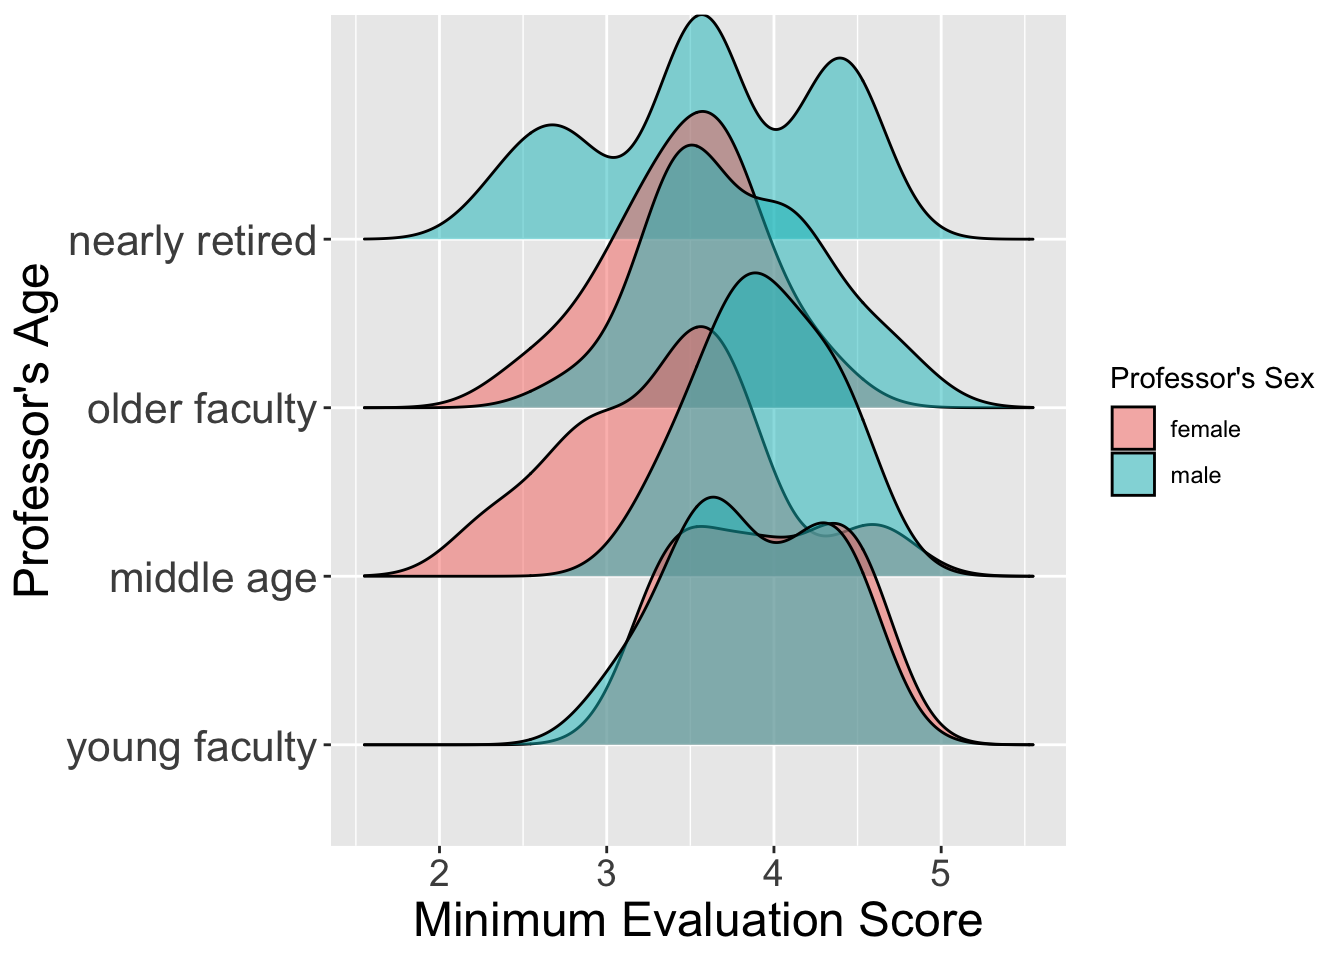 Professor's Age
nearly retired
older faculty
middle age
young faculty
2 3 4 5
Minimum Evaluation Score
Professor's Sex
female
male